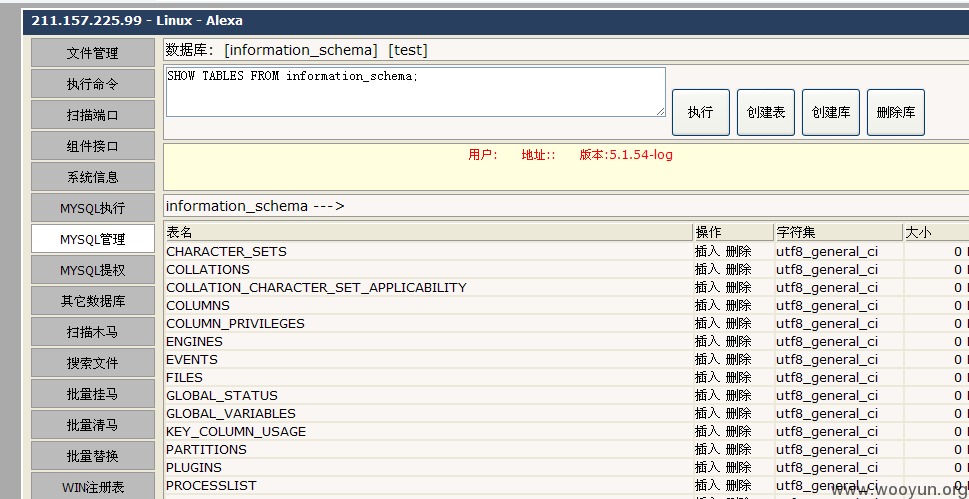 211.157.225.99 - Linux - Alexa
文件管理
执行命令
扫描端口
组件接口
系统信息
MYSQL执行
MYSQL管理
MYSQL提权
其它数据库
扫描木马
搜索文件
批量挂马
批量清马
批量替换
WIN注册表
数据库： [information_schema] [test]
SHOW TABLES FROM information_schema;
执行 创建表 创建库 删除库
用户: 地址:: 版本:5.1.54-log
information_schema --->
表名 操作 字符集 大小
CHARACTER_SETS 插入 删除 utf8_general_ci 0
COLLATIONS 插入 删除 utf8_general_ci 0
COLLATION_CHARACTER_SET_APPLICABILITY 插入 删除 utf8_general_ci 0
COLUMNS 插入 删除 utf8_general_ci 0
COLUMN_PRIVILEGES 插入 删除 utf8_general_ci 0
ENGINES 插入 删除 utf8_general_ci 0
EVENTS 插入 删除 utf8_general_ci 0
FILES 插入 删除 utf8_general_ci 0
GLOBAL_STATUS 插入 删除 utf8_general_ci 0
GLOBAL_VARIABLES 插入 删除 utf8_general_ci 0
KEY_COLUMN_USAGE 插入 删除 utf8_general_ci 0
PARTITIONS 插入 删除 utf8_general_ci 0
PLUGINS 插入 删除 utf8_general_ci 0
PROCESSLIST 插入 删除 utf8_general_ci 0
www.wooyun.org